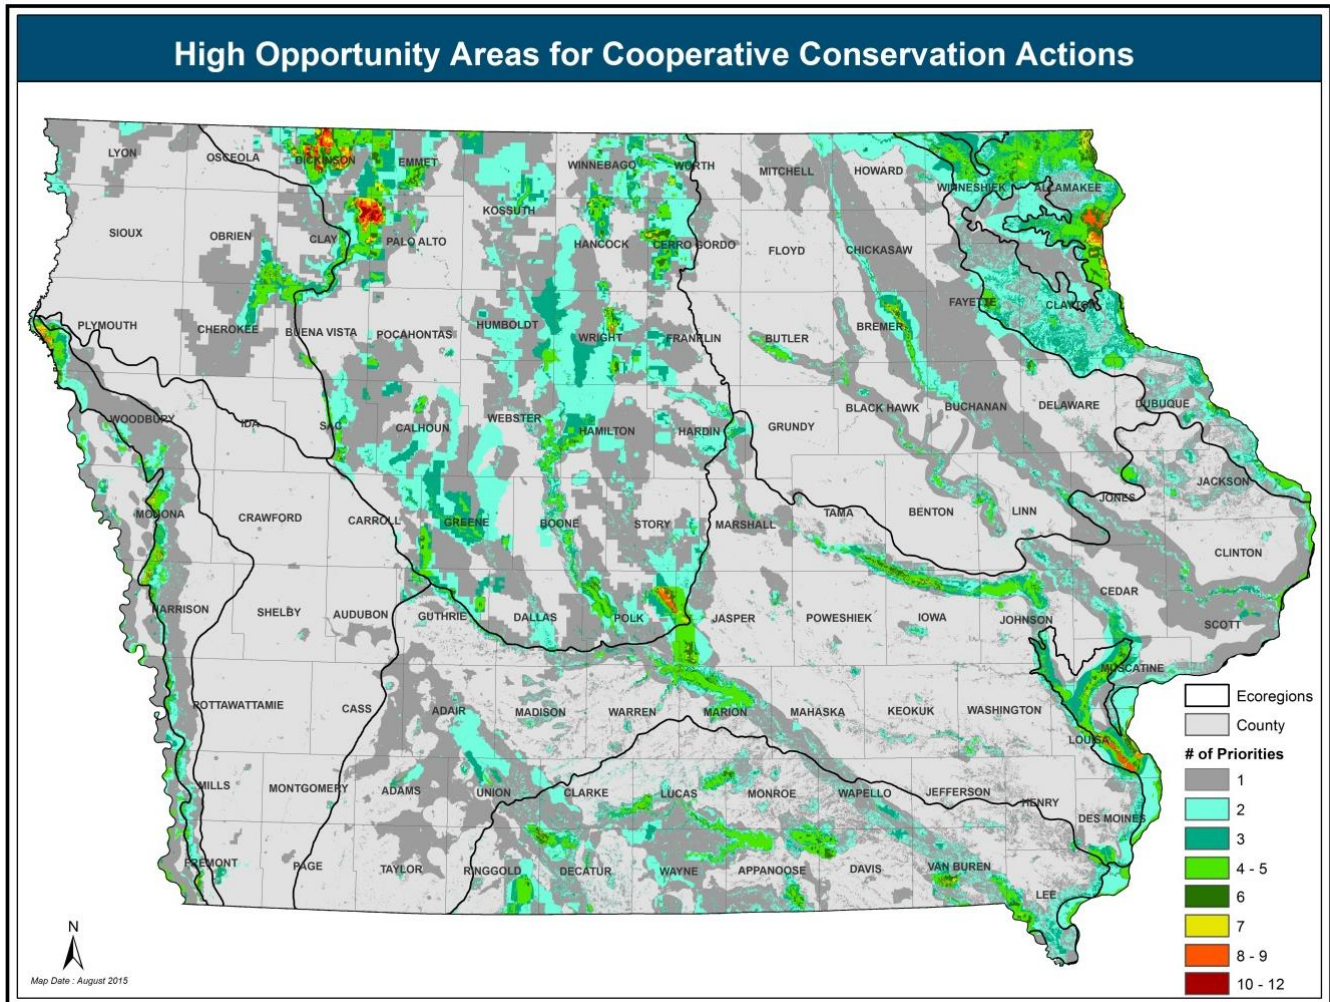 High Opportunity Areas for Cooperative Conservation Actions
LYON
OSCEOLA
DICKINSON
EMMET
WINNEBAGO
WORTH
MITCHELL
HOWARD
WINNESHIEK
ALLAMAKEE
SIOUX
OBRIEN
CLAY
PALO ALTO
KOSSUTH
HANCOCK
CERRO GORDO
FLOYD
CHICKASAW
FAYETTE
CLAYTON
PLYMOUTH
CHEROKEE
BUENA VISTA
POCAHONTAS
HUMBOLDT
WRIGHT
FRANKLIN
BUTLER
BREMER
WOODBURY
IDA
SAC
CALHOUN
WEBSTER
HAMILTON
HARDIN
GRUNDY
BLACK HAWK
BUCHANAN
DELAWARE
DUBUQUE
MONONA
CRAWFORD
CARROLL
GREENE
BOONE
STORY
MARSHALL
TAMA
BENTON
LINN
JONES
JACKSON
CLINTON
HARRISON
SHELBY
AUDUBON
GUTHRIE
DALLAS
POLK
JASPER
POWESHIEK
IOWA
JOHNSON
CEDAR
SCOTT
MUSCATINE
POTTAWATTAMIE
CASS
ADAIR
MADISON
WARREN
MARION
MAHASKA
KEOKUK
WASHINGTON
LOUISA
MILLS
MONTGOMERY
ADAMS
UNION
CLARKE
LUCAS
MONROE
WAPELLO
JEFFERSON
HENRY
DES MOINES
FREMONT
PAGE
TAYLOR
RINGGOLD
DECATUR
WAYNE
APPANOOSE
DAVIS
VAN BUREN
LEE
Ecoregions
County
# of Priorities
1
2
3
4 - 5
6
7
8 - 9
10 - 12
N
Map Date : August 2015